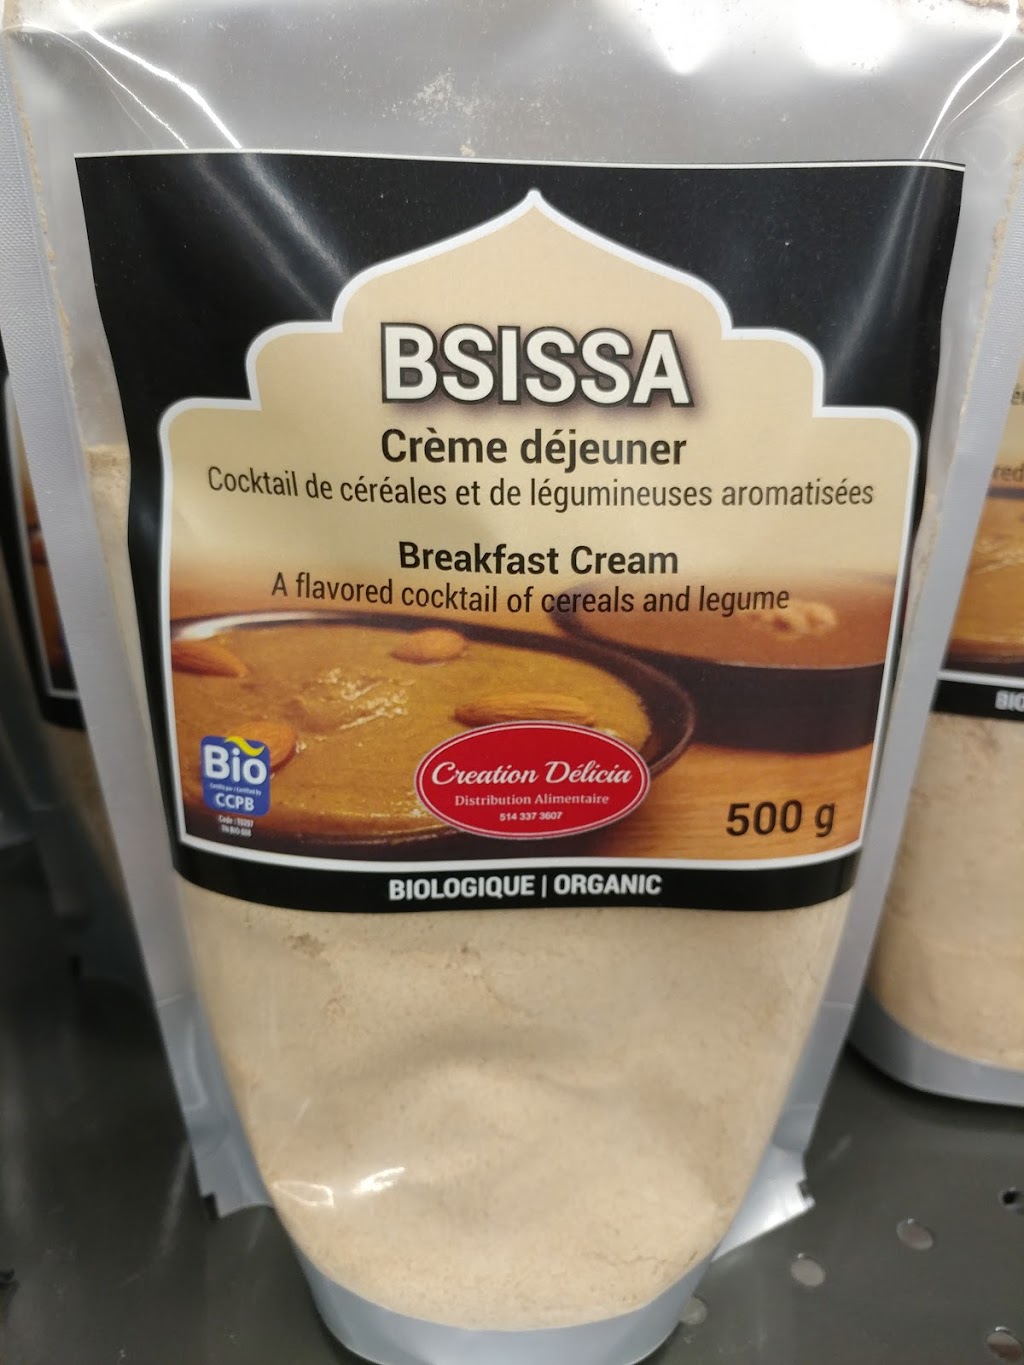 BSISSA
Crème déjeuner
Cocktail de céréales et de légumineuses aromatisées
Breakfast Cream
A flavored cocktail of cereals and legume
Bio
CCPB
Creation Délicia
Distribution Alimentaire
514 337 3607
500 g
BIOLOGIQUE | ORGANIC